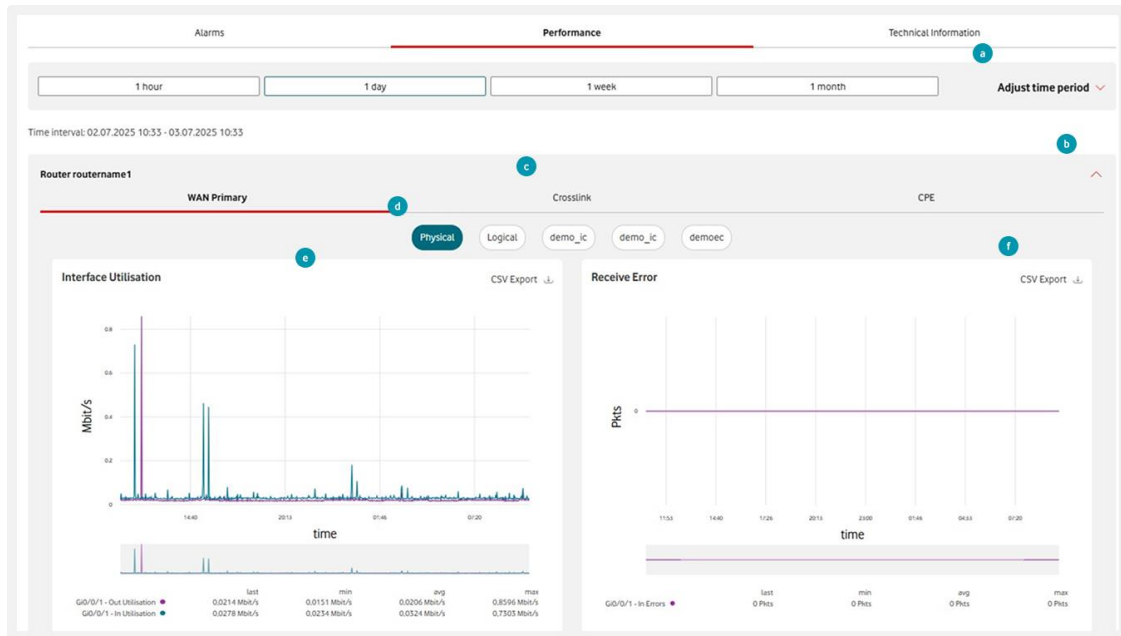 Alarms Performance Technical Information
a
1 hour 1 day 1 week 1 month Adjust time period
Time interval: 02.07.2025 10:33 - 03.07.2025 10:33
b
c
Router routername1
WAN Primary Crosslink CPE
d
Physical Logical demo_ic demo_ic demoec
e f
Interface Utilisation CSV Export
Mbit/s
0.8
0.6
0.4
0.2
0
14:40 20:13 01:46 07:20
time
last min avg max
Gi0/0/1 - Out Utilisation 0,0214 Mbit/s 0,0151 Mbit/s 0,0206 Mbit/s 0,8596 Mbit/s
Gi0/0/1 - In Utilisation 0,0278 Mbit/s 0,0234 Mbit/s 0,0324 Mbit/s 0,7303 Mbit/s
Receive Error CSV Export
Pkts
0
11:53 14:40 17:26 20:13 23:00 01:46 04:33 07:20
time
last min avg max
Gi0/0/1 - In Errors 0 Pkts 0 Pkts 0 Pkts 0 Pkts